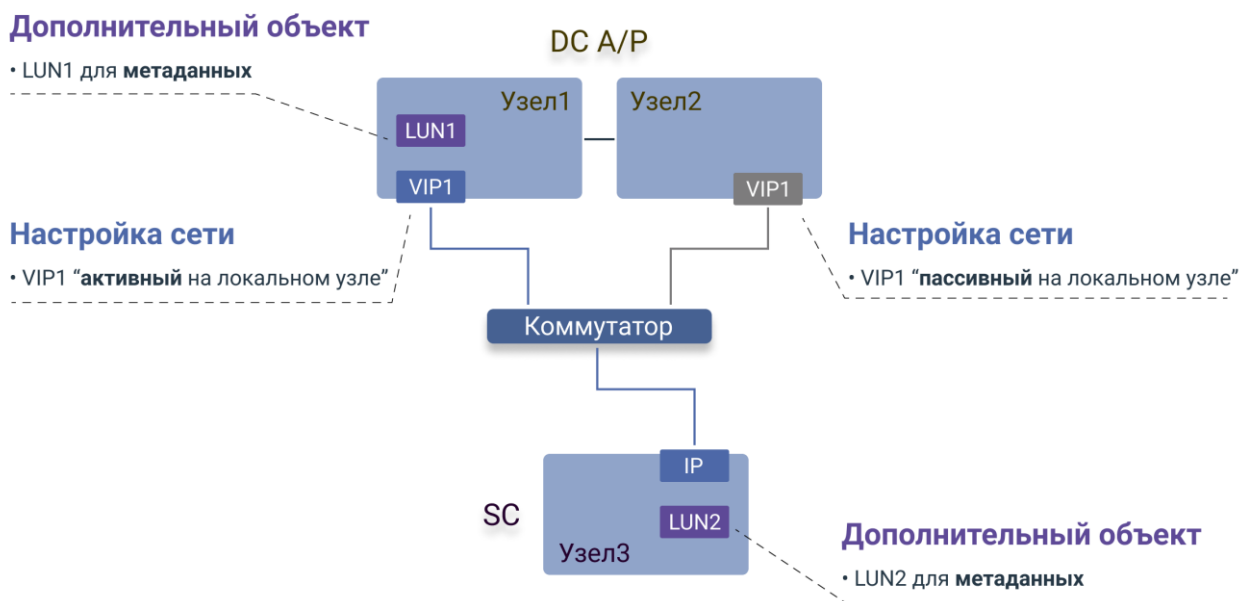 Дополнительный объект
• LUN1 для метаданных
DC A/P
Узел1
Узел2
LUN1
VIP1
VIP1
Настройка сети
• VIP1 “активный на локальном узле”
Настройка сети
• VIP1 “пассивный на локальном узле”
Коммутатор
IP
SC
LUN2
Узел3
Дополнительный объект
• LUN2 для метаданных